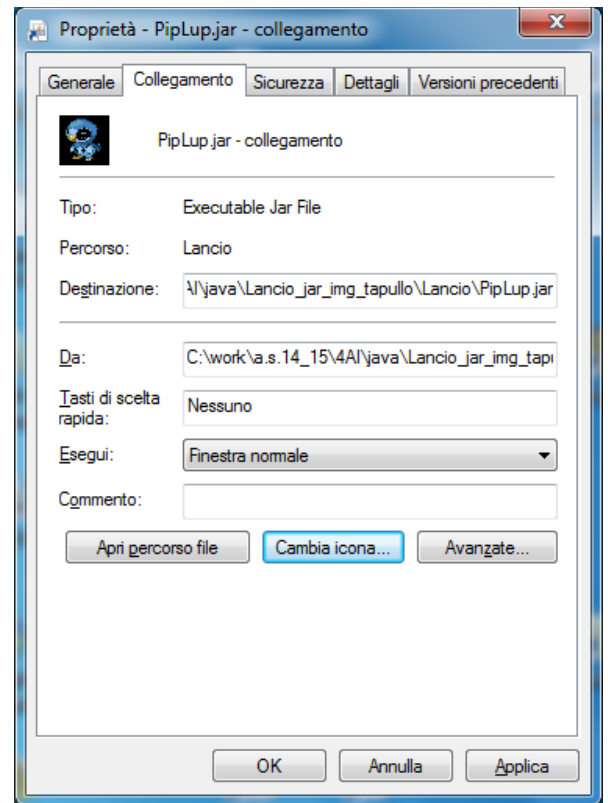 Proprietà - PipLup.jar - collegamento
Generale Collegamento Sicurezza Dettagli Versioni precedenti
PipLup.jar - collegamento
Tipo: Executable Jar File
Percorso: Lancio
Destinazione: \java\Lancio_jar_img_tapullo\Lancio\PipLup.jar
Da: C:\work\a.s.14_15\4AI\java\Lancio_jar_img_tapu
Tasti di scelta
rapida: Nessuno
Esegui: Finestra normale
Commento:
Apri percorso file Cambia icona... Avanzate...
OK Annulla Applica